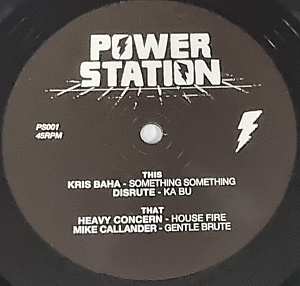 POWER
STATION
PS001
45RPM
THIS
KRIS BAHA - SOMETHING SOMETHING
DISRUTE - KA BU
THAT
HEAVY CONCERN - HOUSE FIRE
MIKE CALLANDER - GENTLE BRUTE